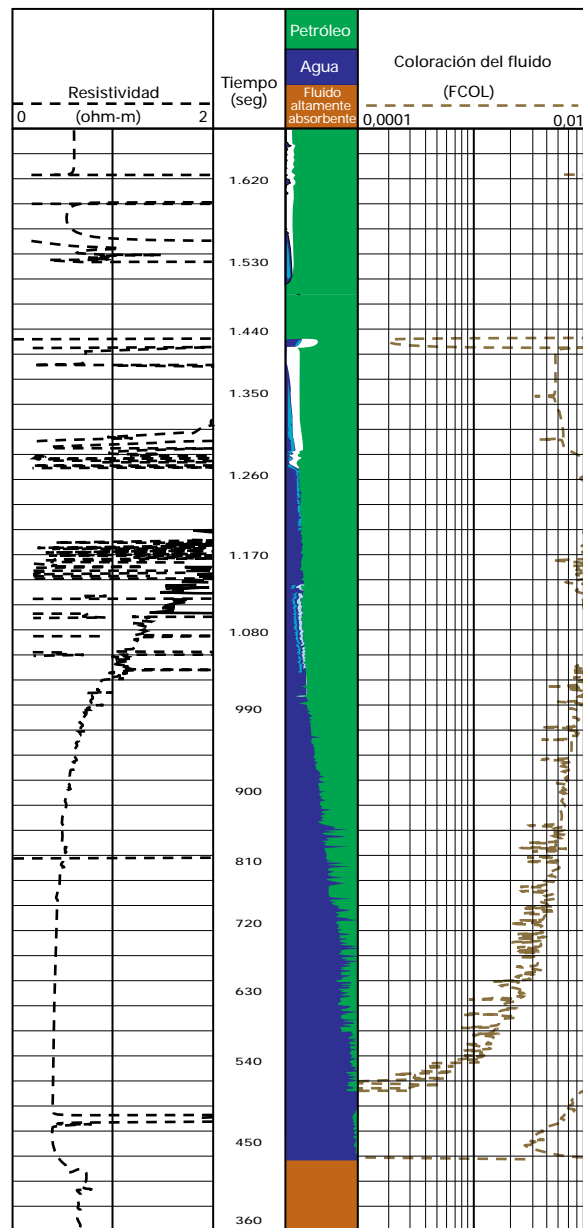 Petróleo
Agua
Fluido
altamente
absorbente
Resistividad
(ohm-m)
0
2
Tiempo
(seg)
Coloración del fluido
(FCOL)
0,0001
0,01
1.620
1.530
1.440
1.350
1.260
1.170
1.080
990
900
810
720
630
540
450
360